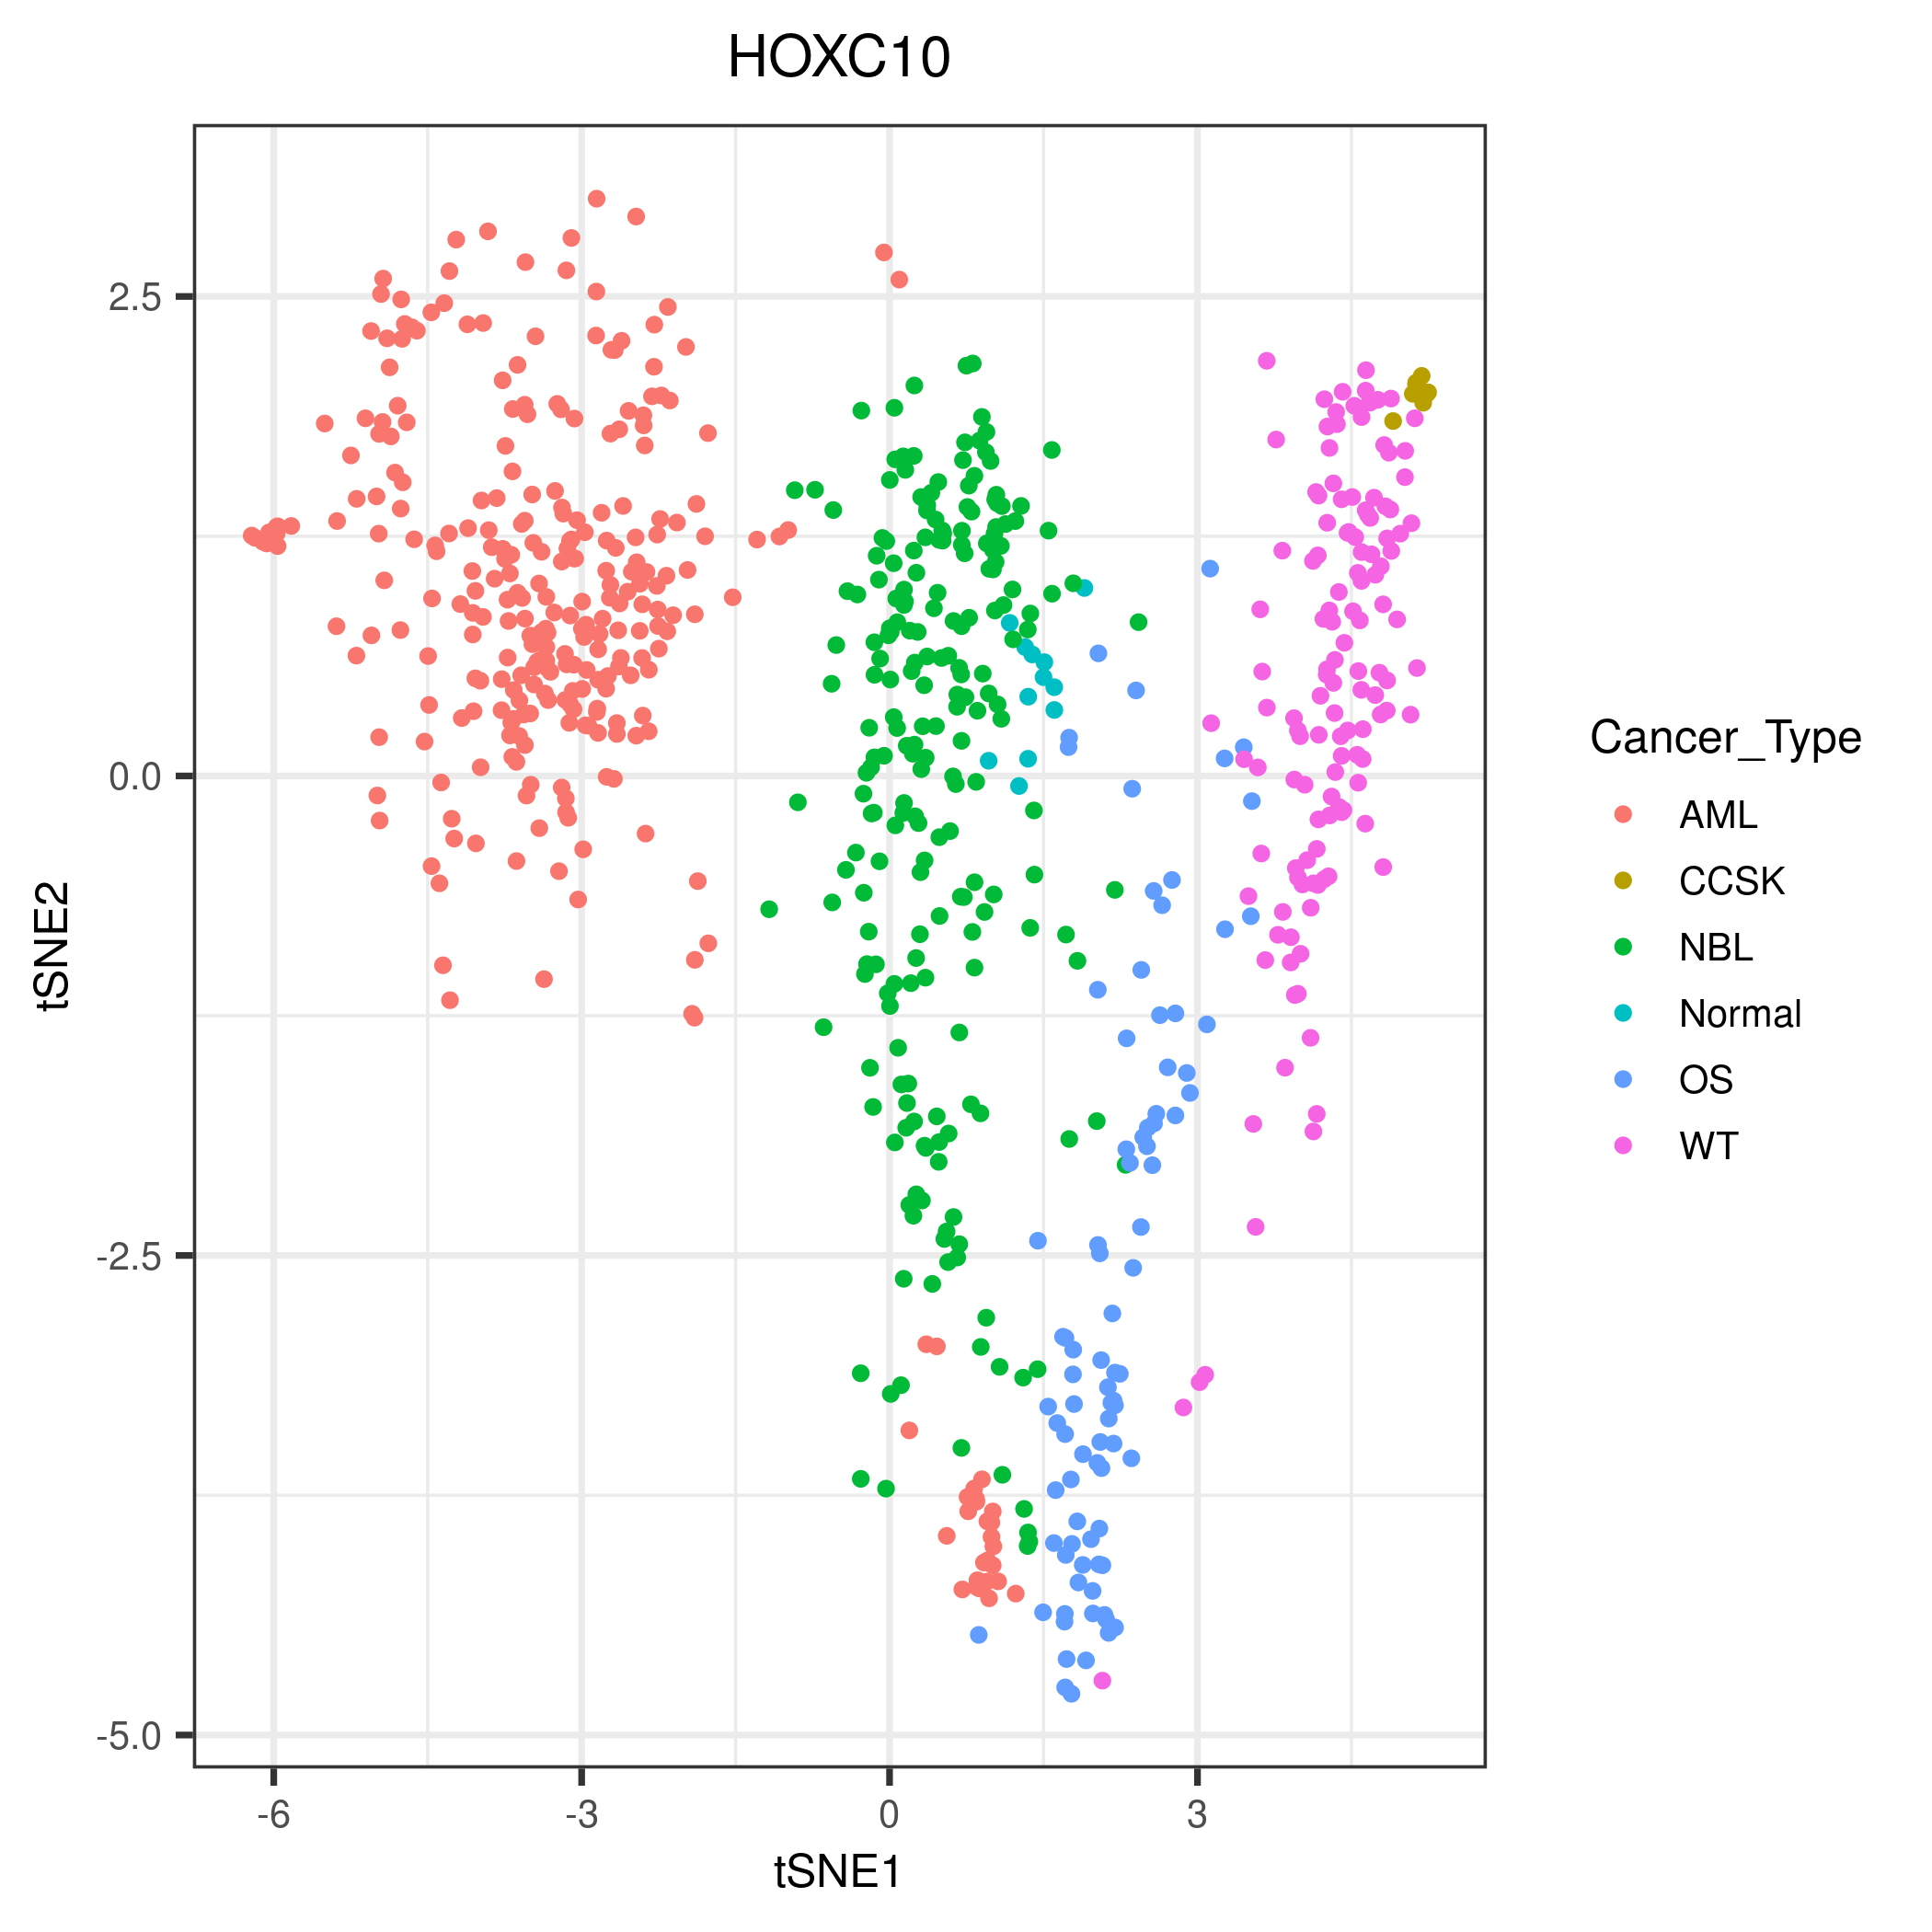 HOXC10
2.5
0.0
-2.5
-5.0
tSNE2
-6 -3 0 3
tSNE1
Cancer_Type
AML
CCSK
NBL
Normal
OS
WT